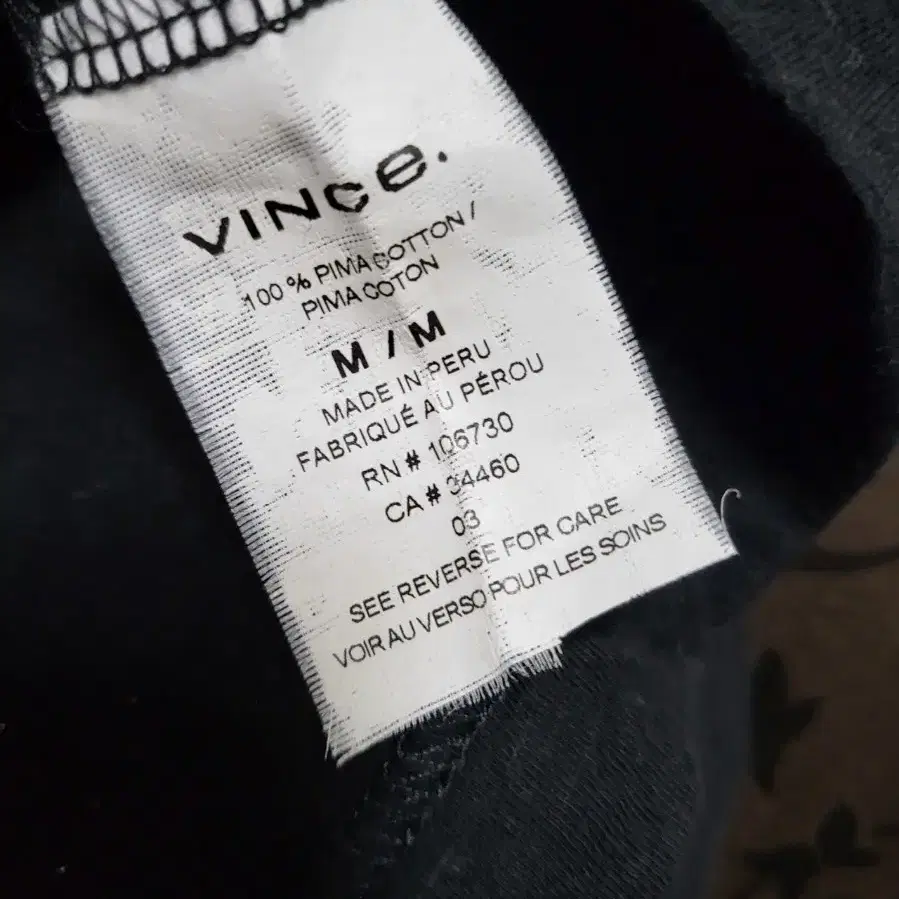 VINCe.
100 % PIMA COTTON /
PIMA COTON
M / M
MADE IN PERU
FABRIQUÉ AU PÉROU
RN # 106730
CA # 34460
03
SEE REVERSE FOR CARE
VOIR AU VERSO POUR LES SOINS